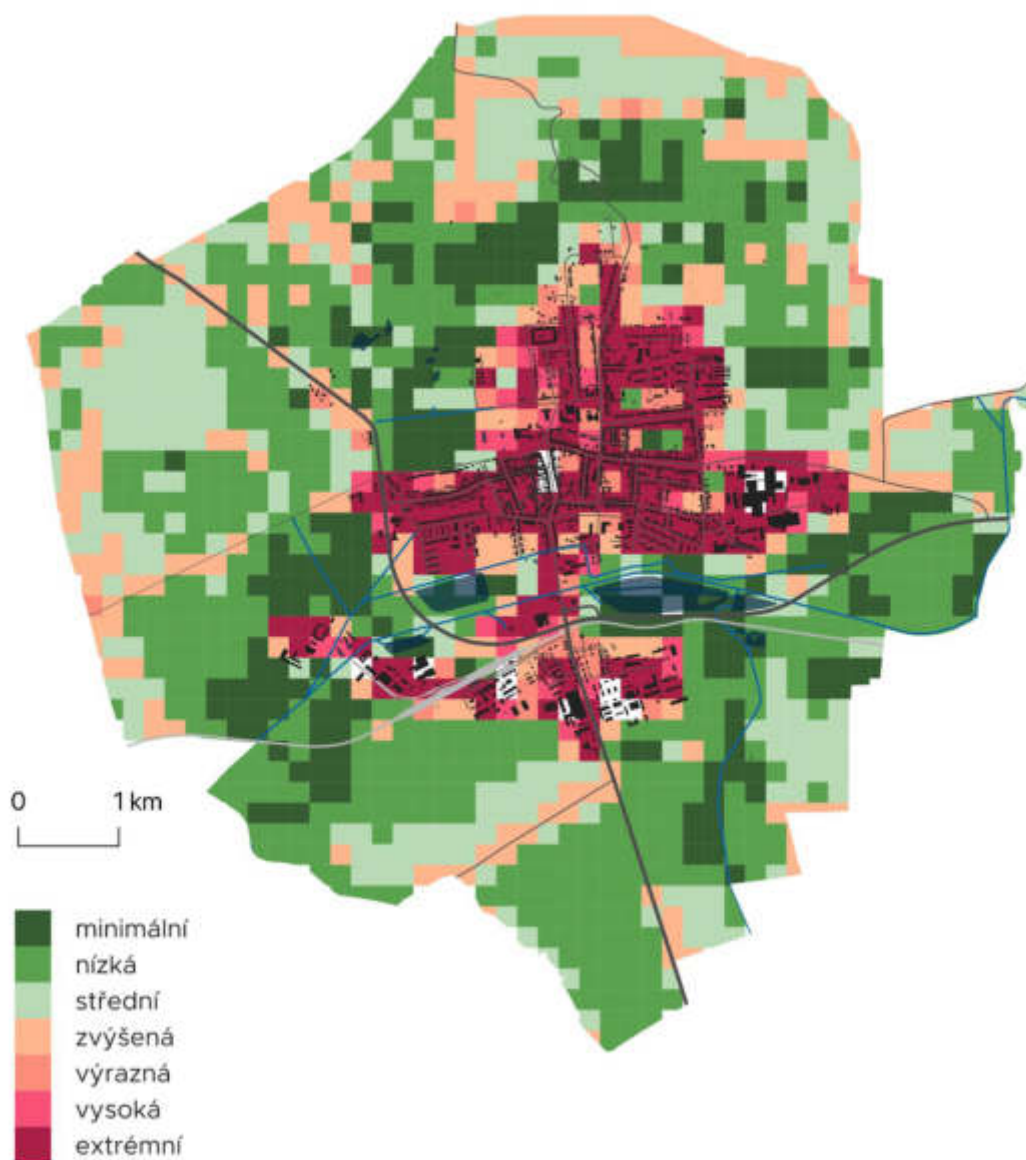 0 1 km
minimální
nízká
střední
zvýšená
výrazná
vysoká
extrémní